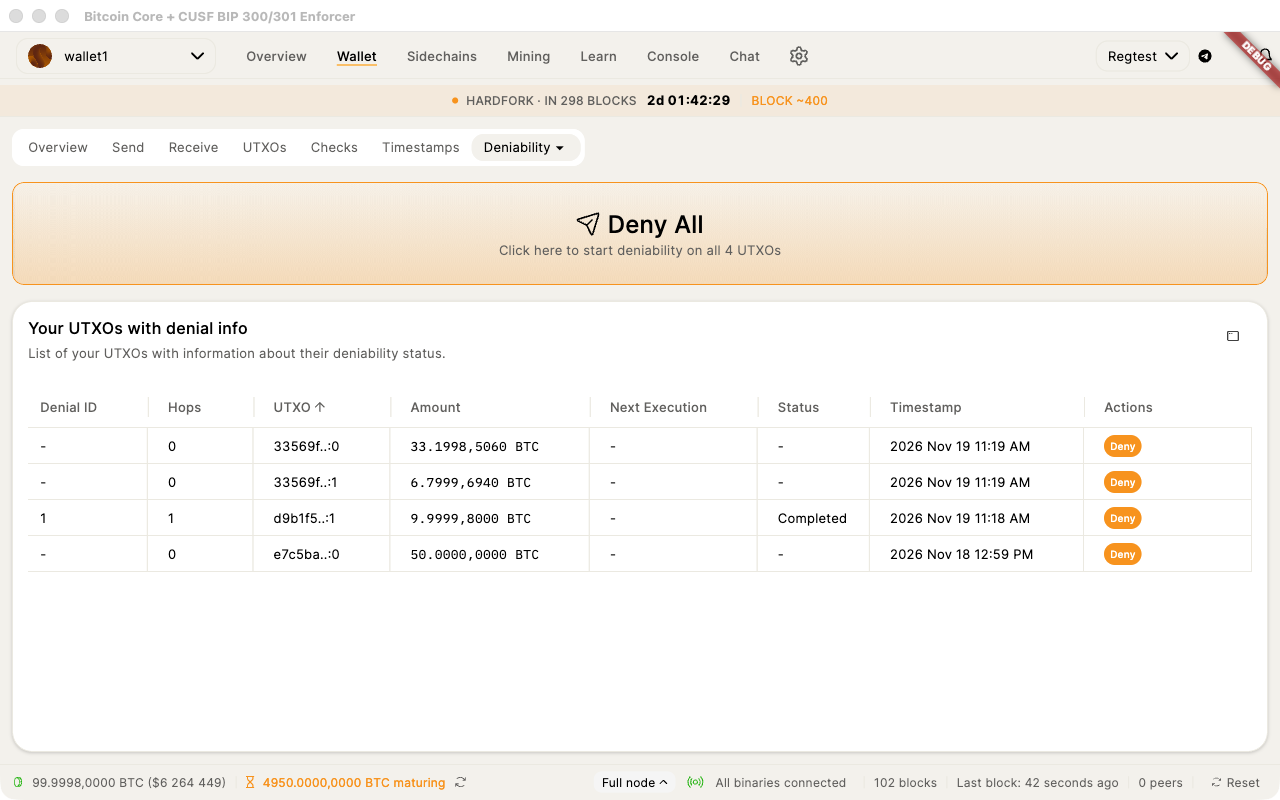 Bitcoin Core + CUSF BIP 300/301 Enforcer
wallet1 Overview Wallet Sidechains Mining Learn Console Chat Regtest DEBUG
HARDFORK · IN 298 BLOCKS 2d 01:42:29 BLOCK ~400
Overview Send Receive UTXOs Checks Timestamps Deniability
Deny All
Click here to start deniability on all 4 UTXOs
Your UTXOs with denial info
List of your UTXOs with information about their deniability status.
Denial ID Hops UTXO ↑ Amount Next Execution Status Timestamp Actions
- 0 33569f..:0 33.1998,5060 BTC - - 2026 Nov 19 11:19 AM Deny
- 0 33569f..:1 6.7999,6940 BTC - - 2026 Nov 19 11:19 AM Deny
1 1 d9b1f5..:1 9.9999,8000 BTC - Completed 2026 Nov 19 11:18 AM Deny
- 0 e7c5ba..:0 50.0000,0000 BTC - - 2026 Nov 18 12:59 PM Deny
99.9998,0000 BTC ($6 264 449) 4950.0000,0000 BTC maturing Full node All binaries connected 102 blocks Last block: 42 seconds ago 0 peers Reset